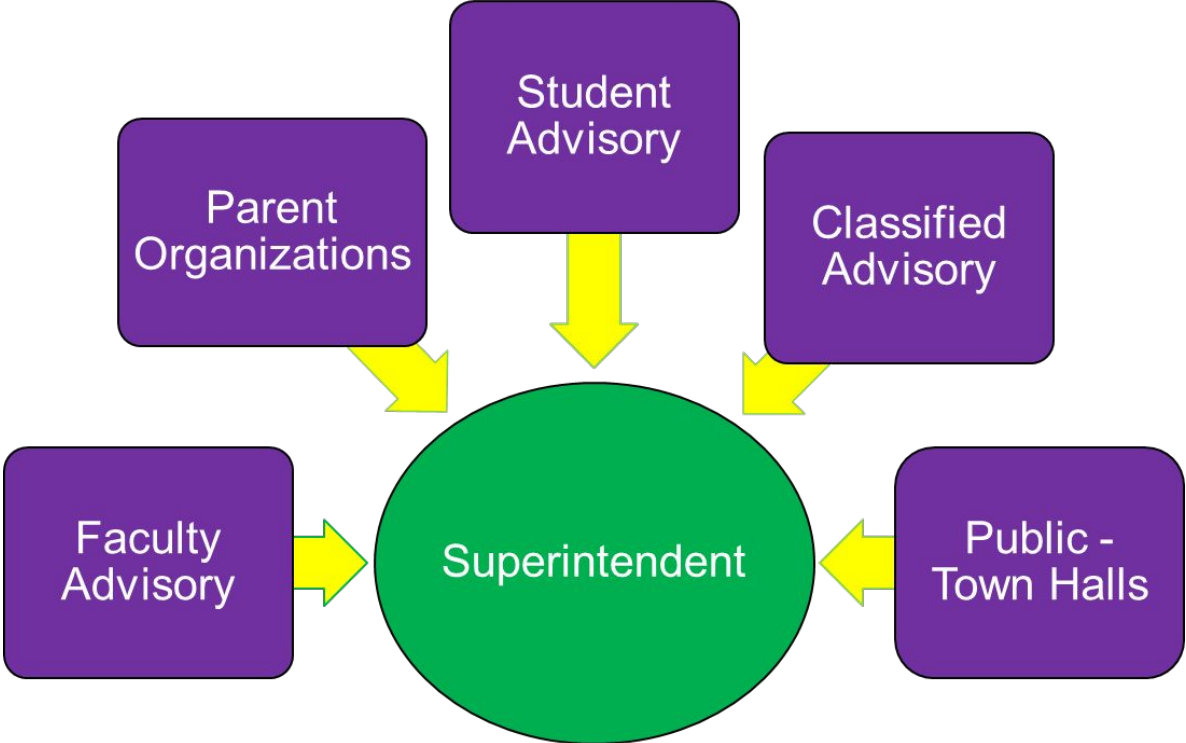 Student
Advisory
Parent
Organizations
Classified
Advisory
Faculty
Advisory
Superintendent
Public -
Town Halls